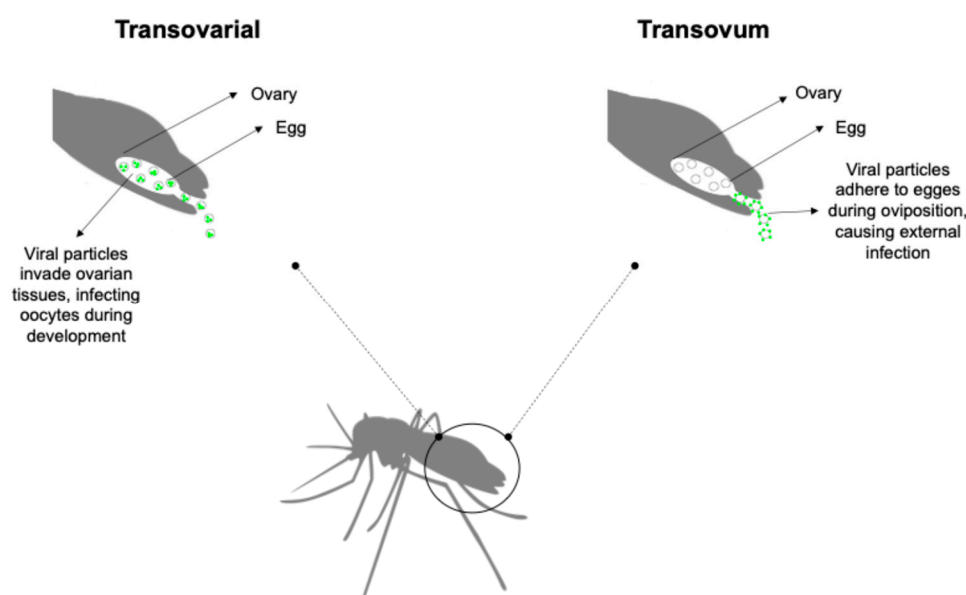 Transovarial
Ovary
Egg
Viral particles
invade ovarian
tissues, infecting
oocytes during
development
Transovum
Ovary
Egg
Viral particles
adhere to egges
during oviposition,
causing external
infection